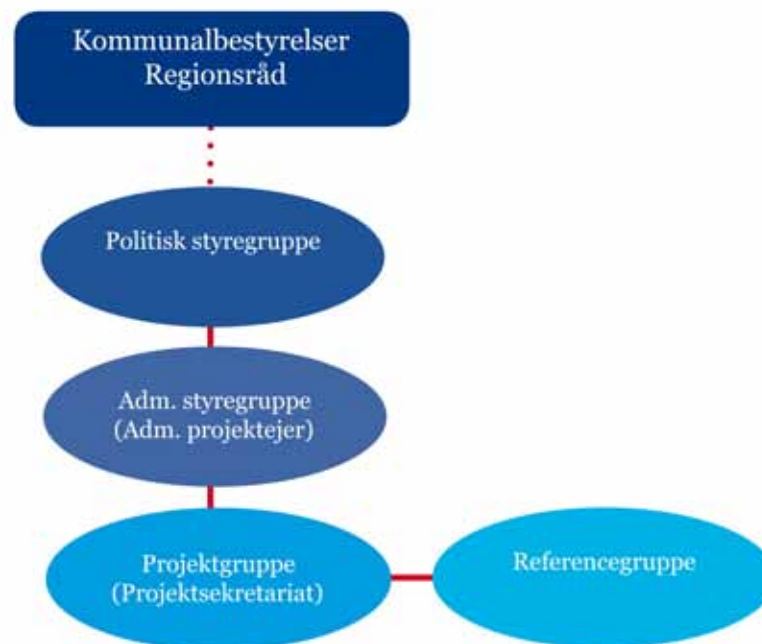 Kommunalbestyrelser
Regionsråd
Politisk styregruppe
Adm. styregruppe
(Adm. projektejer)
Projektgruppe
(Projektsekretariat)
Referencegruppe